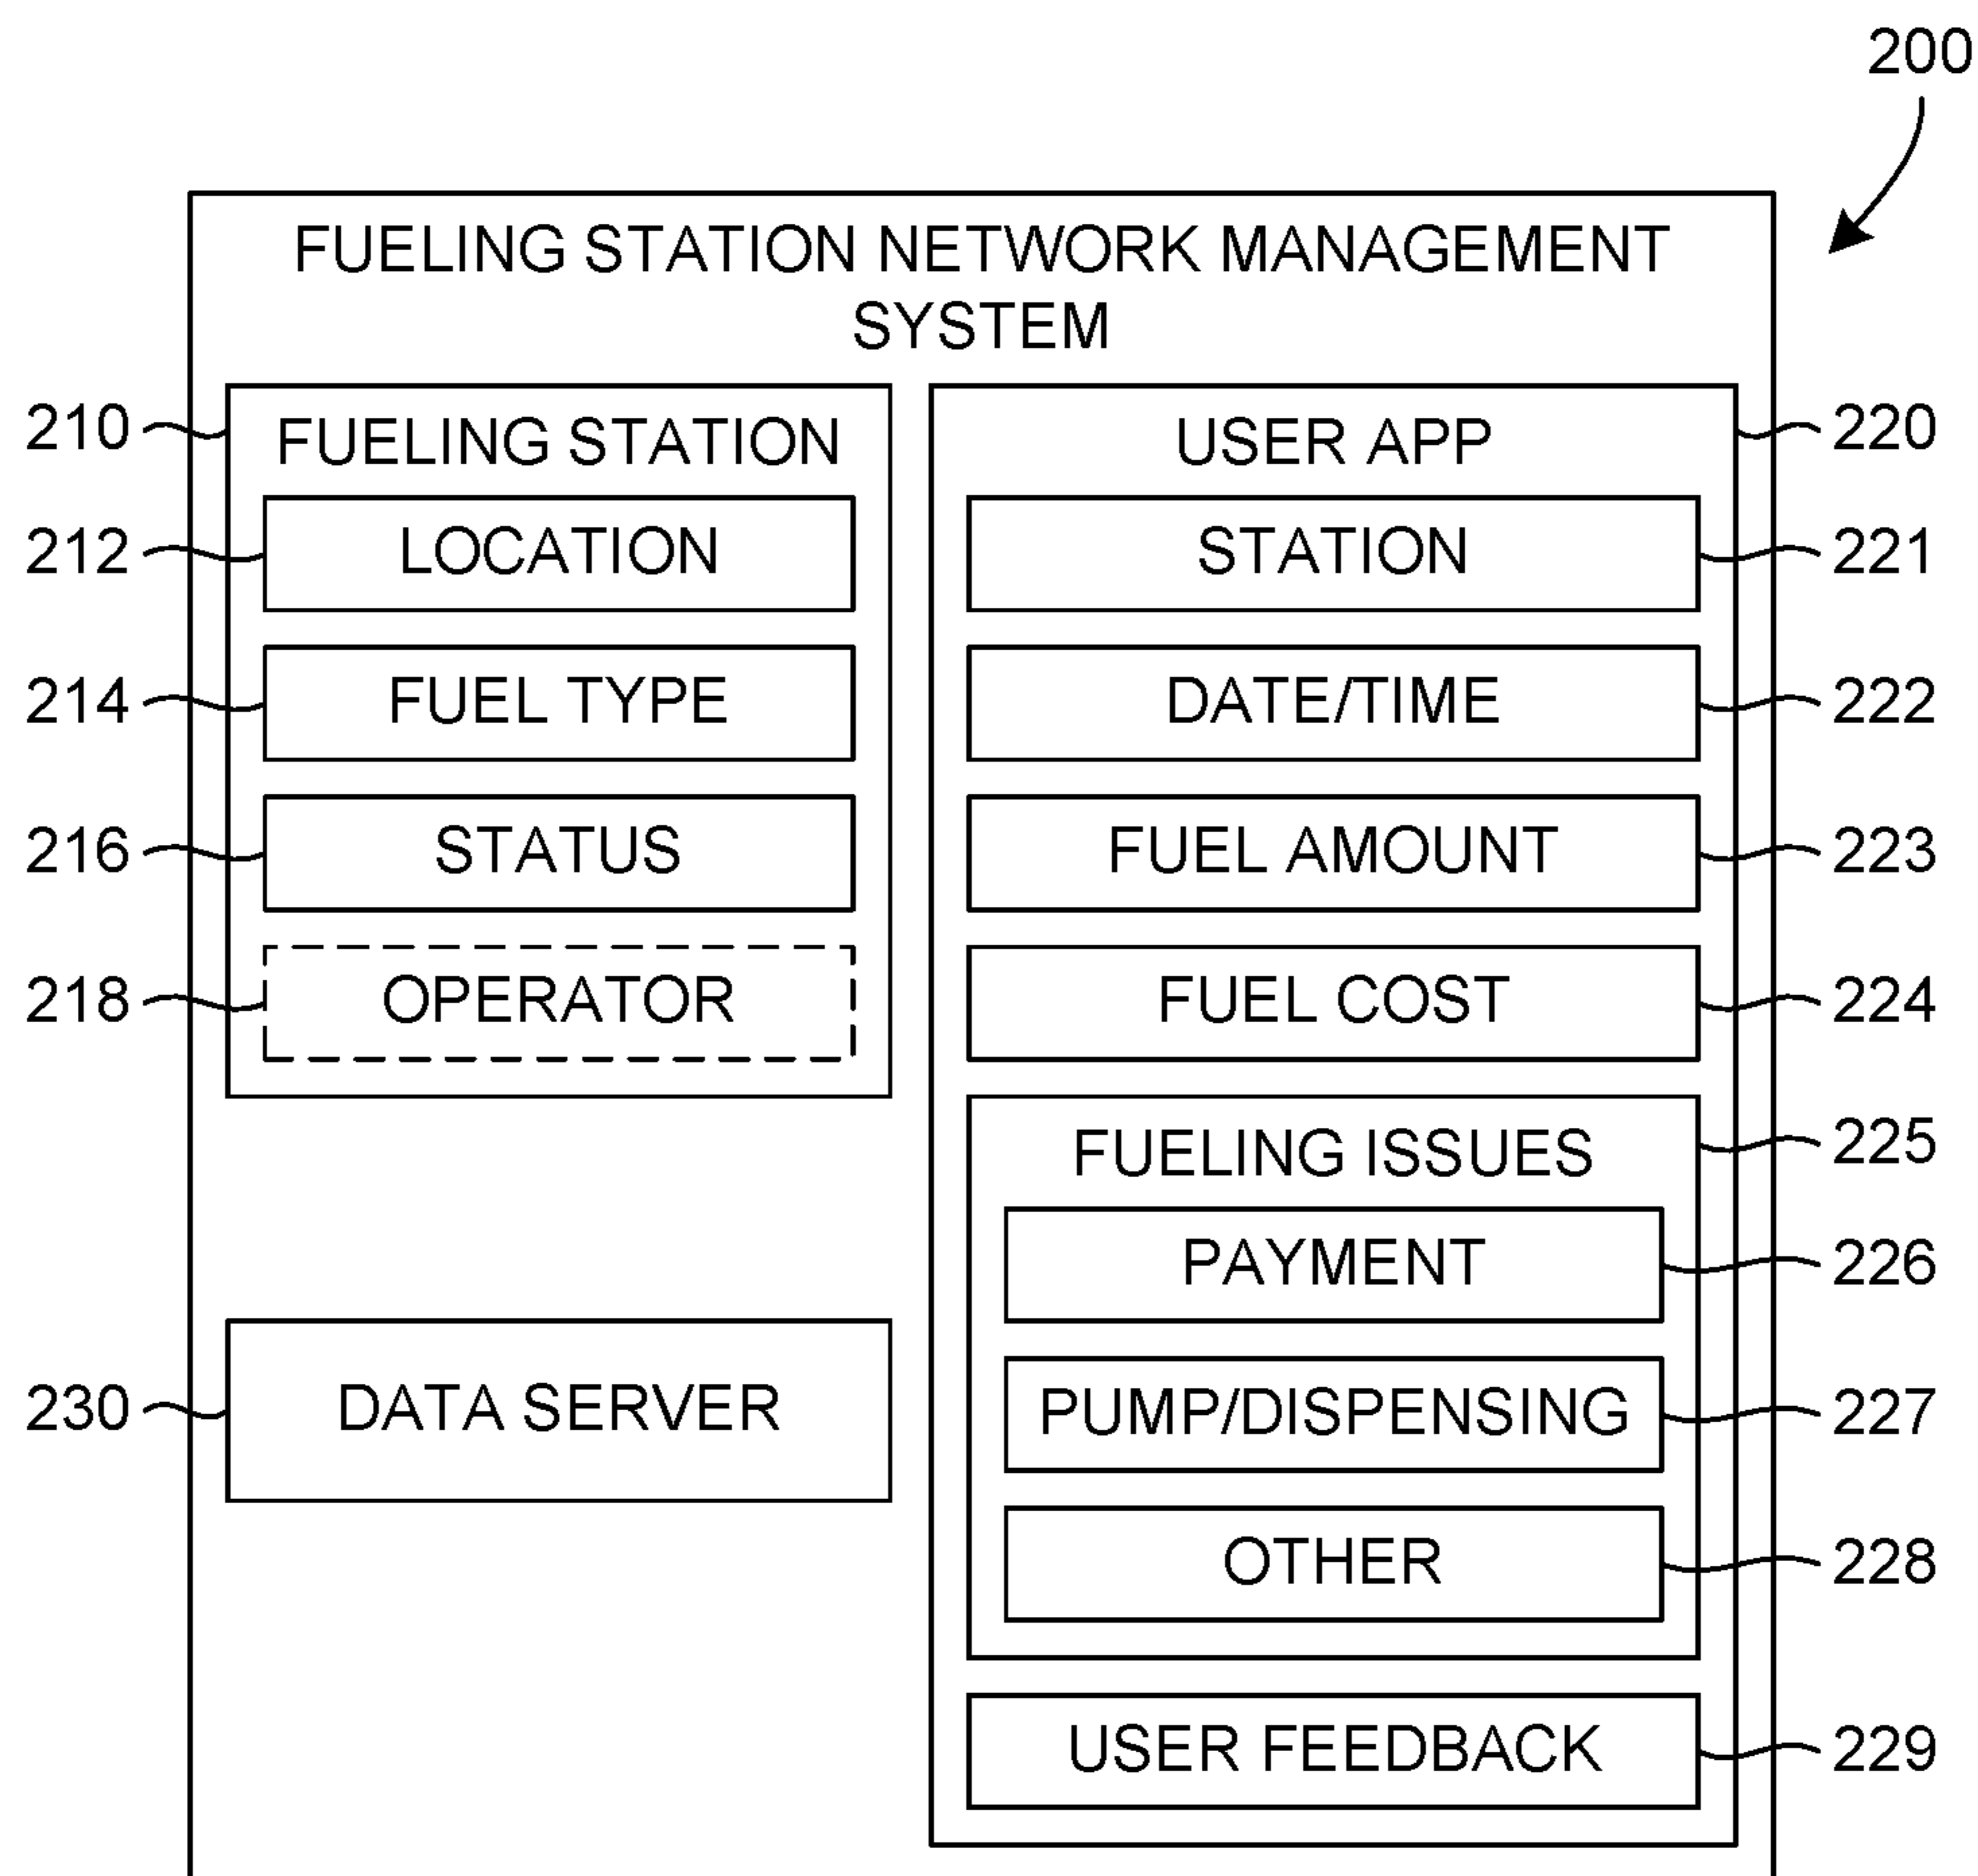 200
FUELING STATION NETWORK MANAGEMENT
SYSTEM
210
FUELING STATION
212
LOCATION
214
FUEL TYPE
216
STATUS
218
OPERATOR
230
DATA SERVER
USER APP
220
STATION
221
DATE/TIME
222
FUEL AMOUNT
223
FUEL COST
224
FUELING ISSUES
225
PAYMENT
226
PUMP/DISPENSING
227
OTHER
228
USER FEEDBACK
229